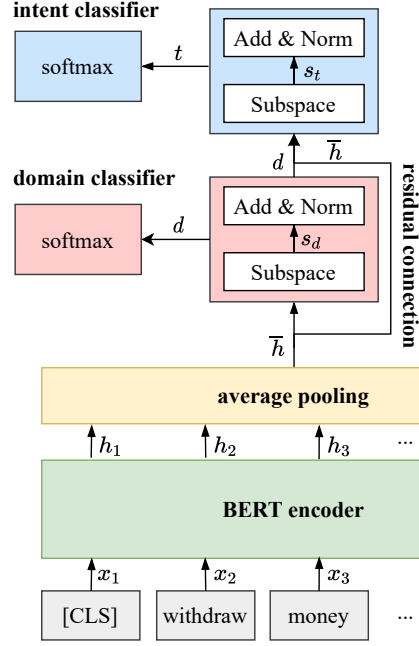 intent classifier
softmax
t
Add & Norm
s_t
Subspace
d
h̅
domain classifier
softmax
d
Add & Norm
s_d
Subspace
residual connection
h̅
average pooling
h_1
h_2
h_3
...
BERT encoder
x_1
x_2
x_3
[CLS]
withdraw
money
...